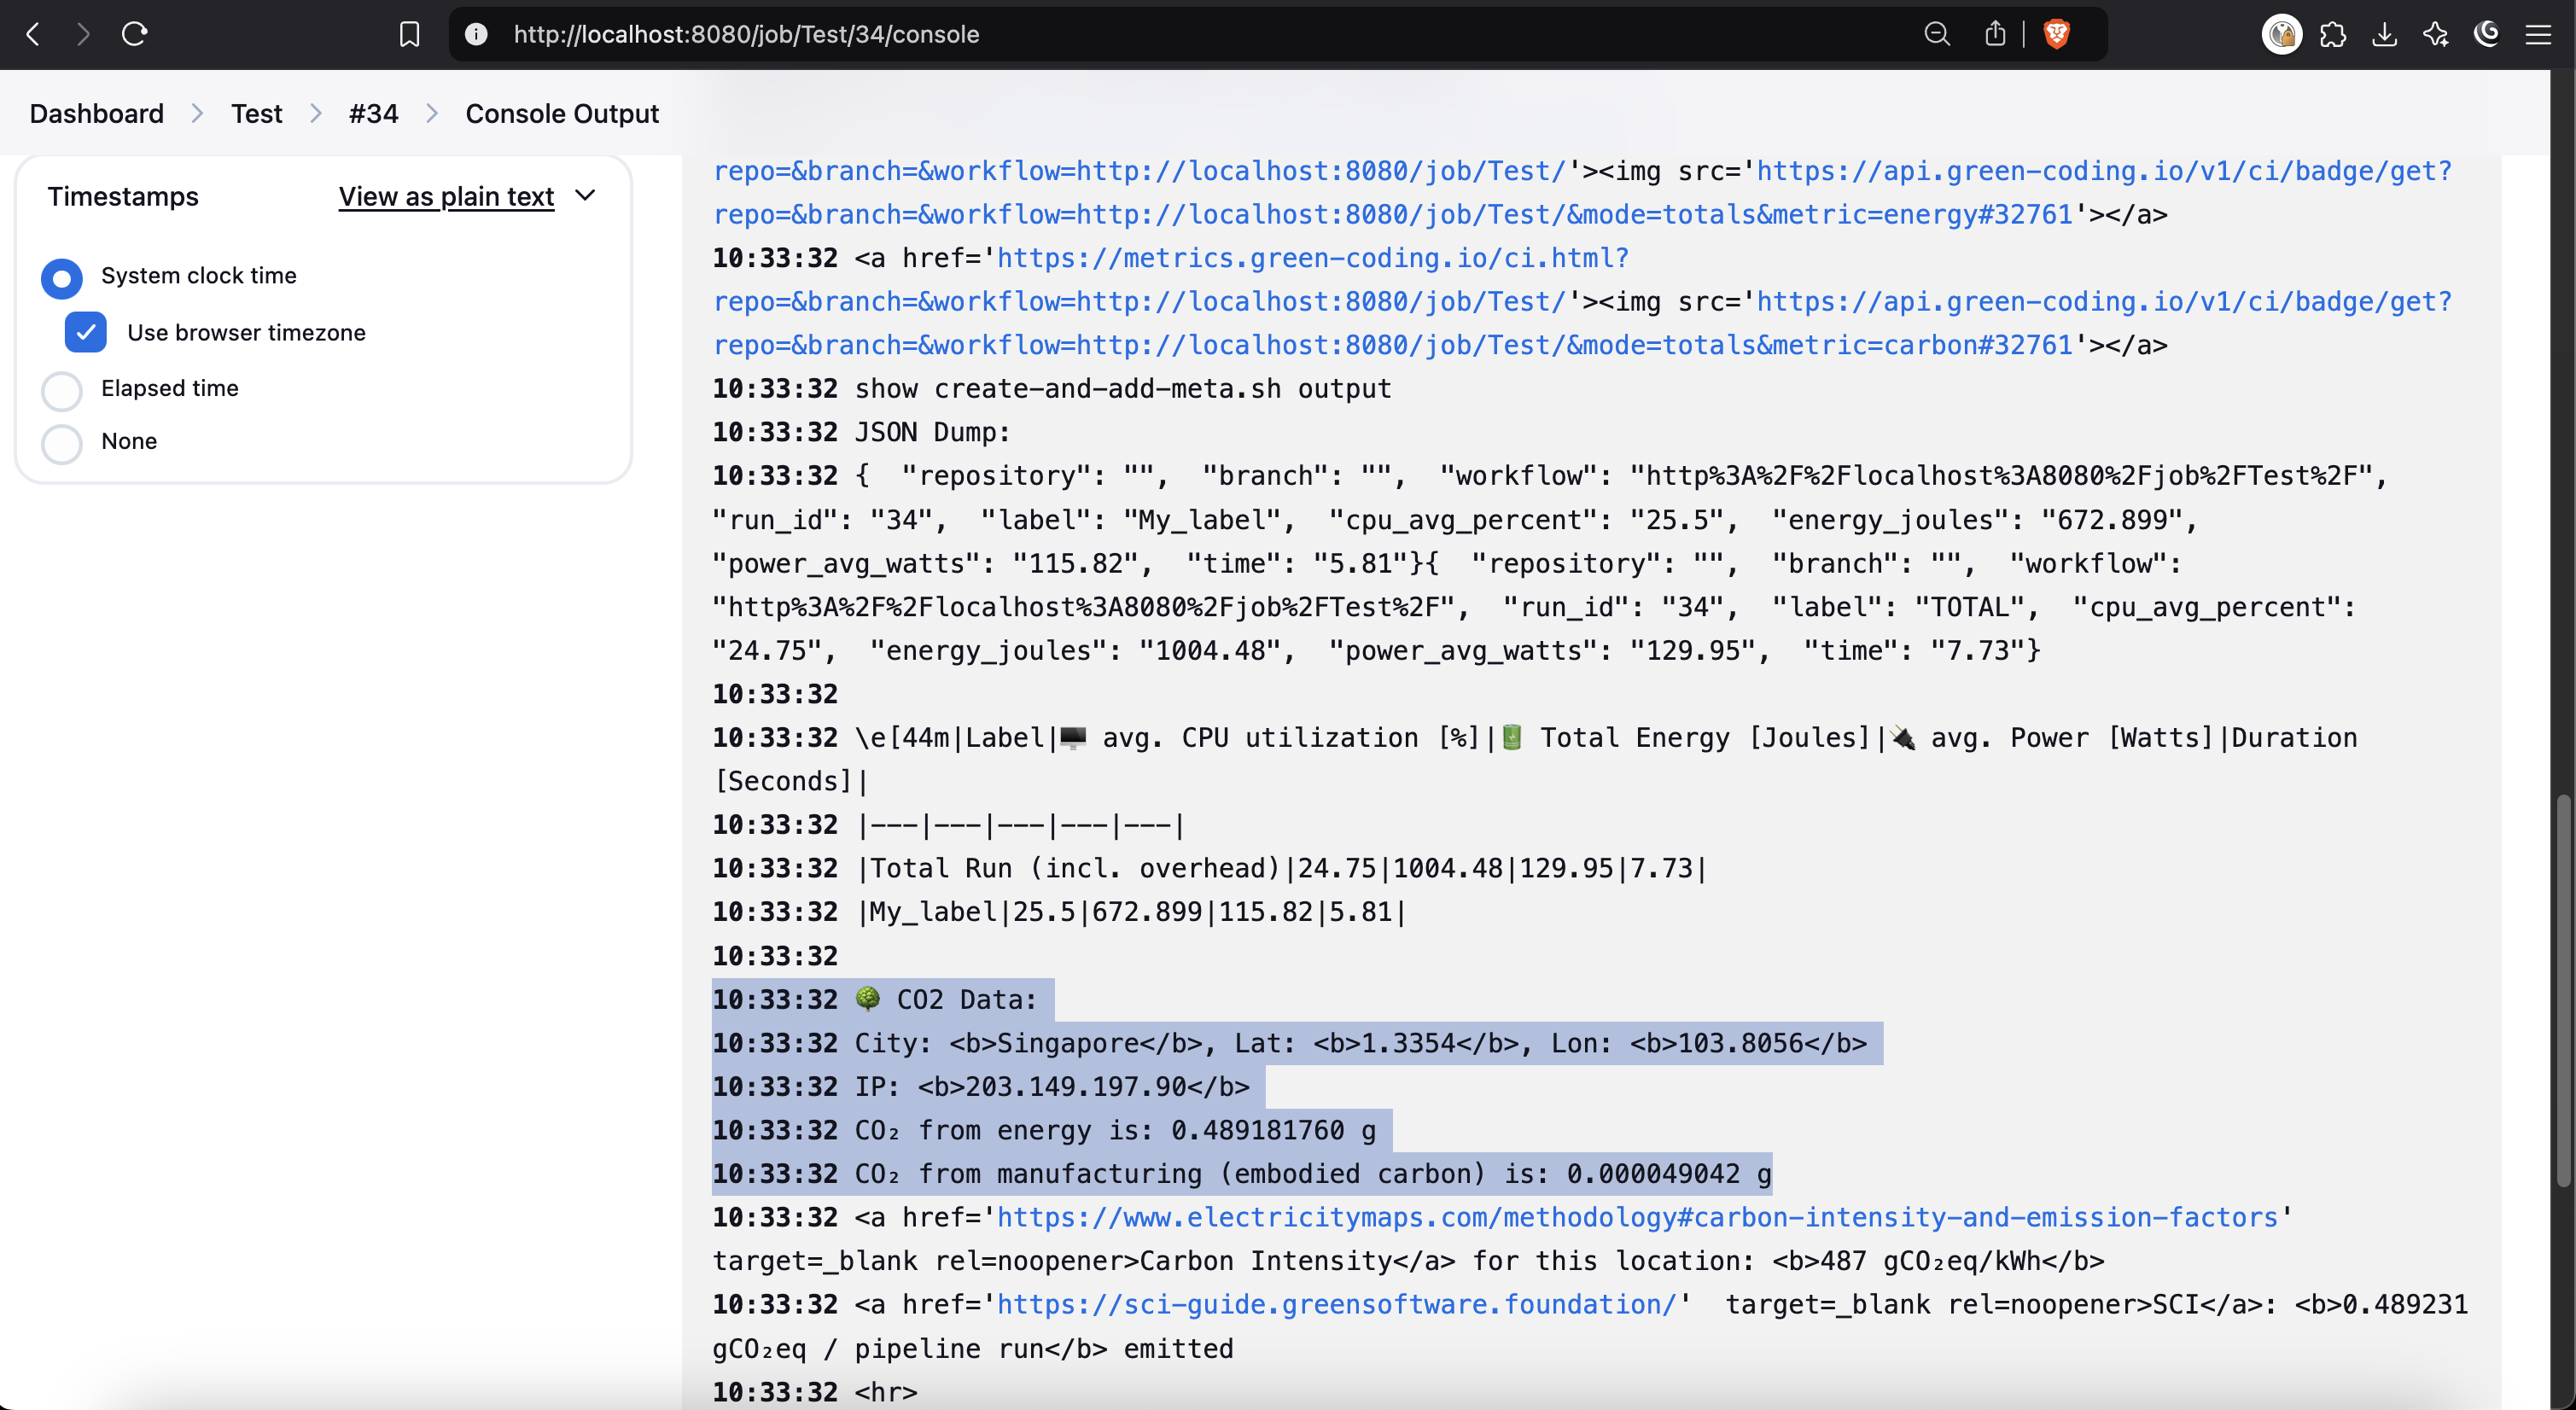 http://localhost:8080/job/Test/34/console
Dashboard > Test > #34 > Console Output
Timestamps View as plain text
System clock time
Use browser timezone
Elapsed time
None
repo=&branch=&workflow=http://localhost:8080/job/Test/'><img src='https://api.green-coding.io/v1/ci/badge/get?
repo=&branch=&workflow=http://localhost:8080/job/Test/&mode=totals&metric=energy#32761'></a>
10:33:32 <a href='https://metrics.green-coding.io/ci.html?
repo=&branch=&workflow=http://localhost:8080/job/Test/'><img src='https://api.green-coding.io/v1/ci/badge/get?
repo=&branch=&workflow=http://localhost:8080/job/Test/&mode=totals&metric=carbon#32761'></a>
10:33:32 show create-and-add-meta.sh output
10:33:32 JSON Dump:
10:33:32 {  "repository": "",  "branch": "",  "workflow": "http%3A%2F%2Flocalhost%3A8080%2Fjob%2FTest%2F",
"run_id": "34",  "label": "My_label",  "cpu_avg_percent": "25.5",  "energy_joules": "672.899",
"power_avg_watts": "115.82",  "time": "5.81"}{  "repository": "",  "branch": "",  "workflow":
"http%3A%2F%2Flocalhost%3A8080%2Fjob%2FTest%2F",  "run_id": "34",  "label": "TOTAL",  "cpu_avg_percent":
"24.75",  "energy_joules": "1004.48",  "power_avg_watts": "129.95",  "time": "7.73"}
10:33:32
10:33:32 \e[44m|Label|🖥 avg. CPU utilization [%]|🔋 Total Energy [Joules]|🔌 avg. Power [Watts]|Duration
[Seconds]|
10:33:32 |---|---|---|---|---|
10:33:32 |Total Run (incl. overhead)|24.75|1004.48|129.95|7.73|
10:33:32 |My_label|25.5|672.899|115.82|5.81|
10:33:32
10:33:32 🌳 CO2 Data:
10:33:32 City: <b>Singapore</b>, Lat: <b>1.3354</b>, Lon: <b>103.8056</b>
10:33:32 IP: <b>203.149.197.90</b>
10:33:32 CO₂ from energy is: 0.489181760 g
10:33:32 CO₂ from manufacturing (embodied carbon) is: 0.000049042 g
10:33:32 <a href='https://www.electricitymaps.com/methodology#carbon-intensity-and-emission-factors'
target=_blank rel=noopener>Carbon Intensity</a> for this location: <b>487 gCO₂eq/kWh</b>
10:33:32 <a href='https://sci-guide.greensoftware.foundation/'  target=_blank rel=noopener>SCI</a>: <b>0.489231
gCO₂eq / pipeline run</b> emitted
10:33:32 <hr>